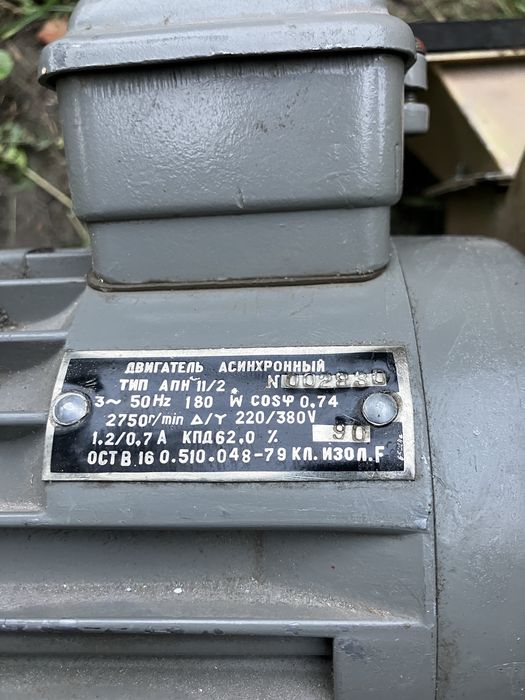 ДВИГАТЕЛЬ АСИНХРОННЫЙ
ТИП АПН 11/2 N 002930
3~ 50Hz 180 W COSφ 0,74
2750r/min Δ/Y 220/380V
1.2/0,7 A КПД 62.0 % 90
ОСТ В 16 0.510.048-79 КЛ. ИЗОЛ. F